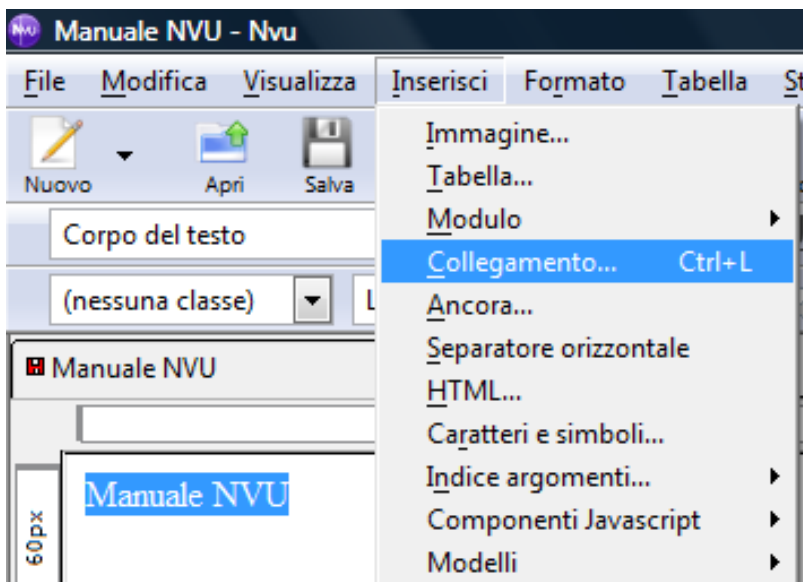 Manuale NVU - Nvu
File Modifica Visualizza Inserisci Formato Tabella
Nuovo Apri Salva
Corpo del testo
(nessuna classe)
Manuale NVU
60px
Manuale NVU
Immagine...
Tabella...
Modulo
Collegamento... Ctrl+L
Ancora...
Separatore orizzontale
HTML...
Caratteri e simboli...
Indice argomenti...
Componenti Javascript
Modelli